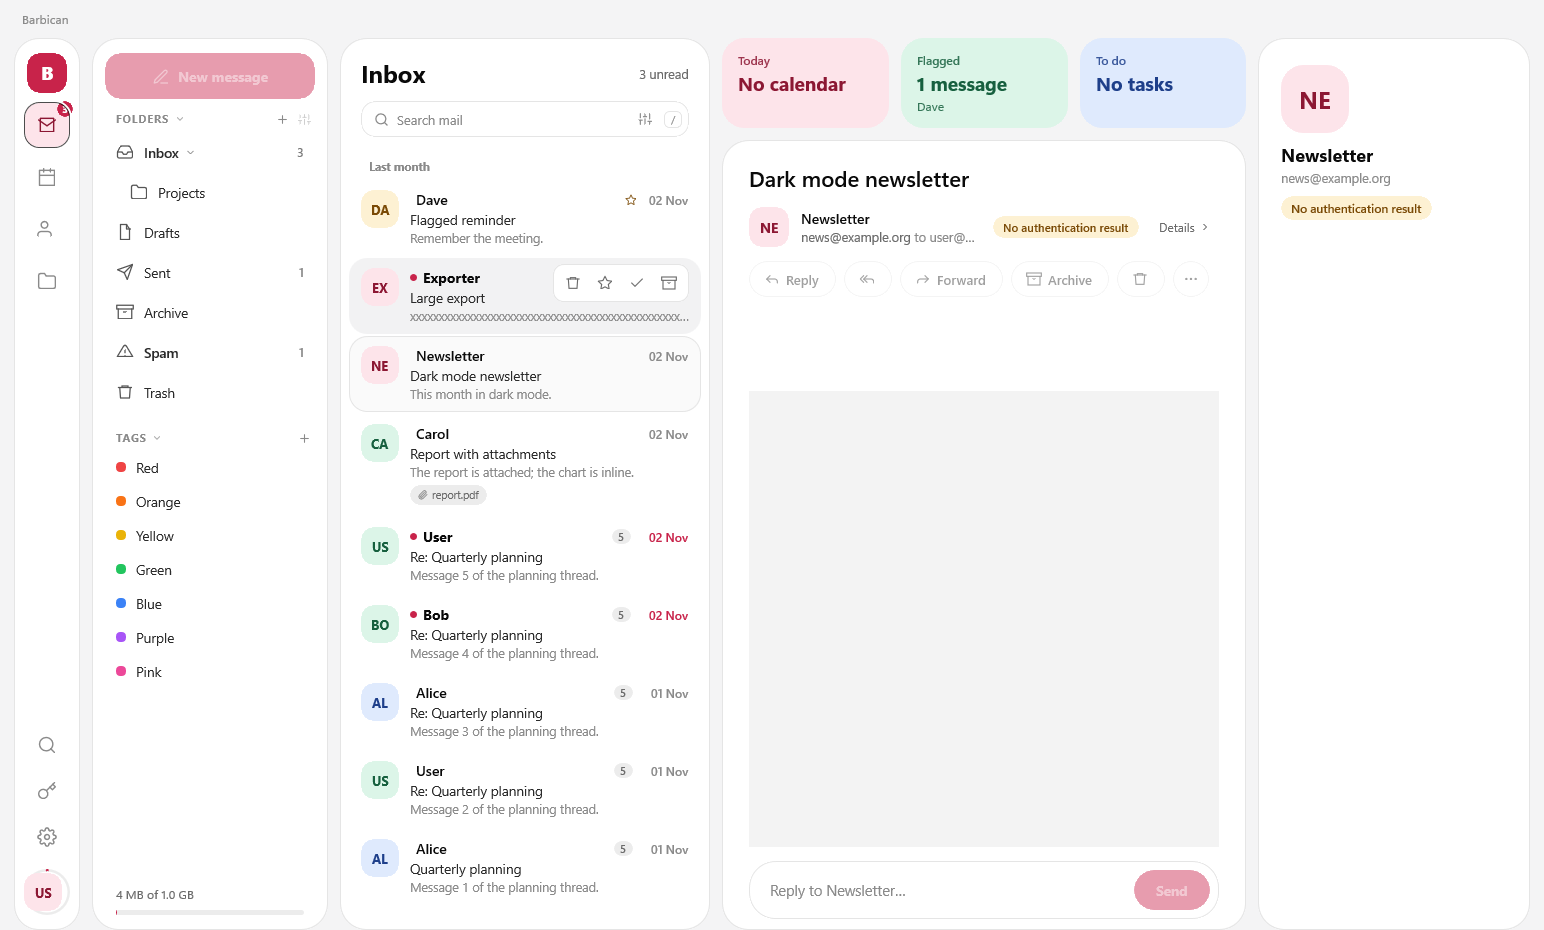 Barbican
B
New message
FOLDERS
Inbox 3
Projects
Drafts
Sent 1
Archive
Spam 1
Trash
TAGS
Red
Orange
Yellow
Green
Blue
Purple
Pink
4 MB of 1.0 GB
US
Inbox
3 unread
Search mail /
Last month
DA
Dave 02 Nov
Flagged reminder
Remember the meeting.
EX
Exporter
Large export
NE
Newsletter 02 Nov
Dark mode newsletter
This month in dark mode.
CA
Carol 02 Nov
Report with attachments
The report is attached; the chart is inline.
report.pdf
US
User 5 02 Nov
Re: Quarterly planning
Message 5 of the planning thread.
BO
Bob 5 02 Nov
Re: Quarterly planning
Message 4 of the planning thread.
AL
Alice 5 01 Nov
Re: Quarterly planning
Message 3 of the planning thread.
US
User 5 01 Nov
Re: Quarterly planning
Message 2 of the planning thread.
AL
Alice 5 01 Nov
Quarterly planning
Message 1 of the planning thread.
Today
No calendar
Flagged
1 message
Dave
To do
No tasks
Dark mode newsletter
NE
Newsletter
news@example.org to user@...
No authentication result
Details
Reply
Forward
Archive
Reply to Newsletter...
Send
NE
Newsletter
news@example.org
No authentication result